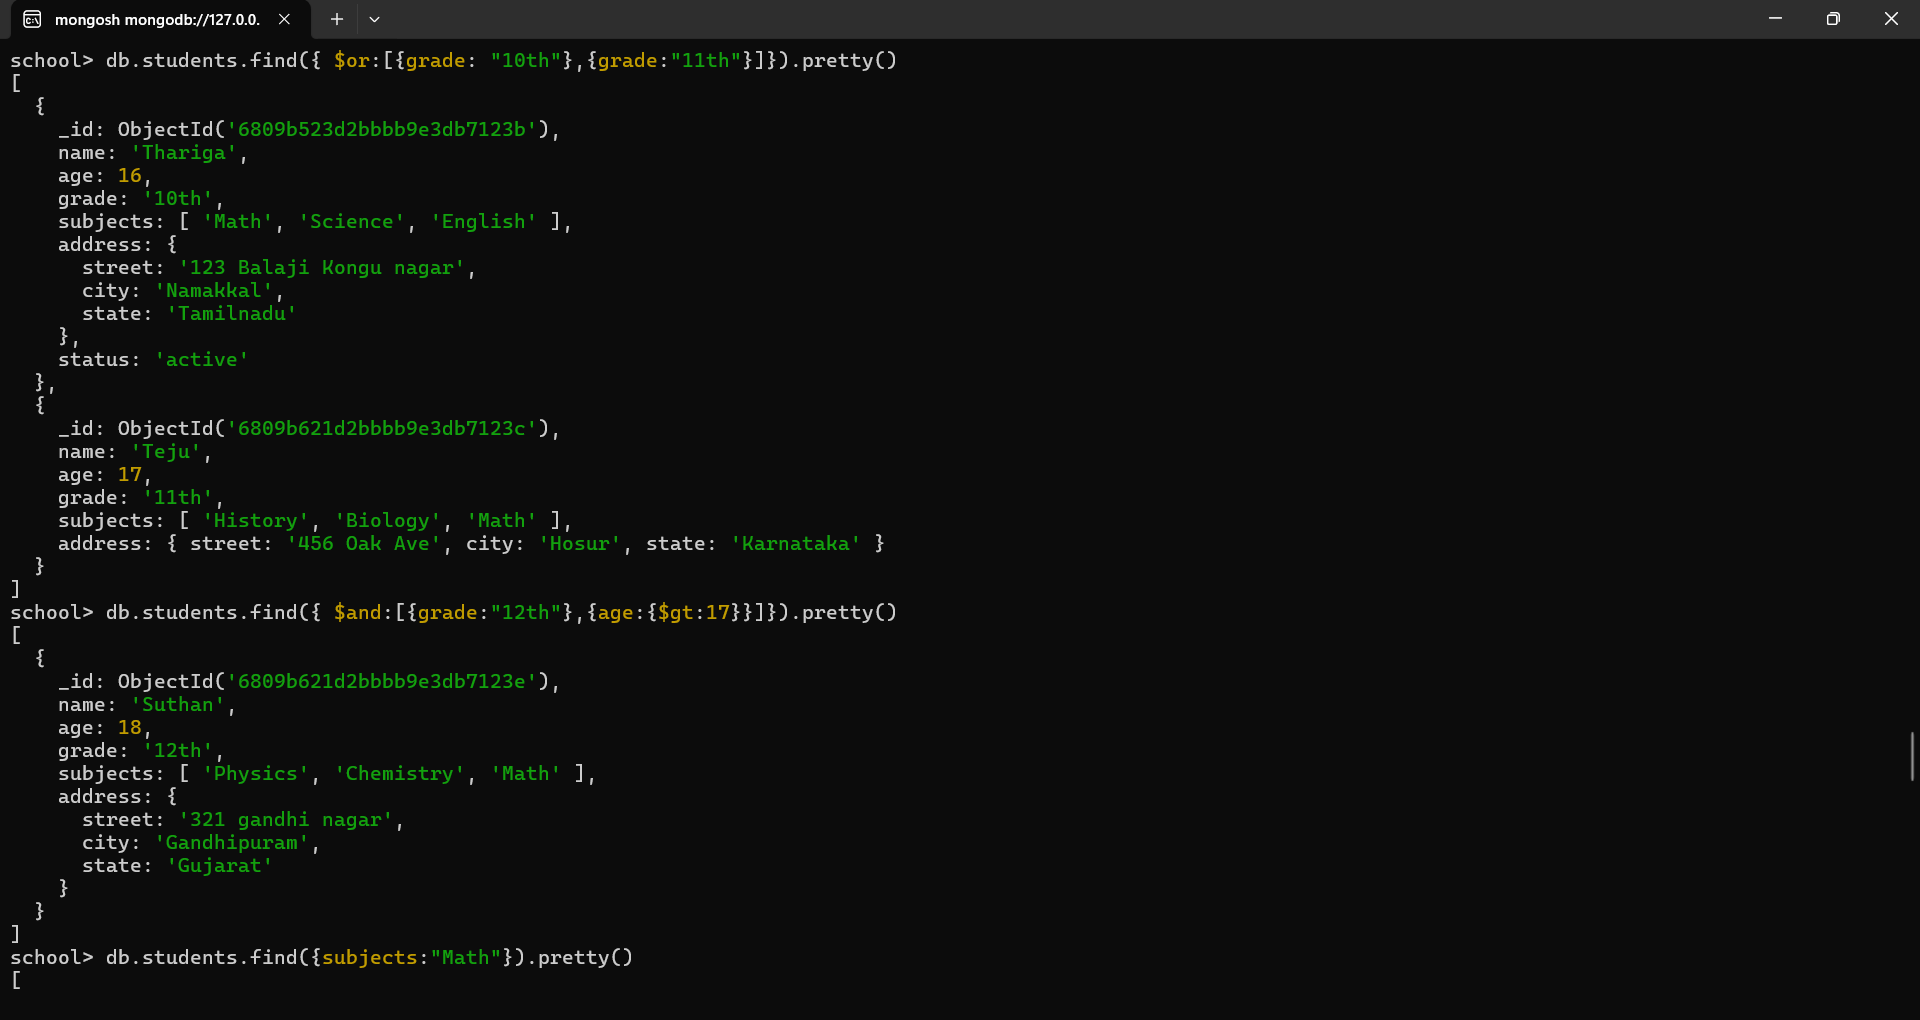 mongosh mongodb://127.0.0.
school> db.students.find({ $or:[{grade: "10th"},{grade:"11th"}]}).pretty()
[
  {
    _id: ObjectId('6809b523d2bbbb9e3db7123b'),
    name: 'Thariga',
    age: 16,
    grade: '10th',
    subjects: [ 'Math', 'Science', 'English' ],
    address: {
      street: '123 Balaji Kongu nagar',
      city: 'Namakkal',
      state: 'Tamilnadu'
    },
    status: 'active'
  },
  {
    _id: ObjectId('6809b621d2bbbb9e3db7123c'),
    name: 'Teju',
    age: 17,
    grade: '11th',
    subjects: [ 'History', 'Biology', 'Math' ],
    address: { street: '456 Oak Ave', city: 'Hosur', state: 'Karnataka' }
  }
]
school> db.students.find({ $and:[{grade:"12th"},{age:{$gt:17}}]}).pretty()
[
  {
    _id: ObjectId('6809b621d2bbbb9e3db7123e'),
    name: 'Suthan',
    age: 18,
    grade: '12th',
    subjects: [ 'Physics', 'Chemistry', 'Math' ],
    address: {
      street: '321 gandhi nagar',
      city: 'Gandhipuram',
      state: 'Gujarat'
    }
  }
]
school> db.students.find({subjects:"Math"}).pretty()
[